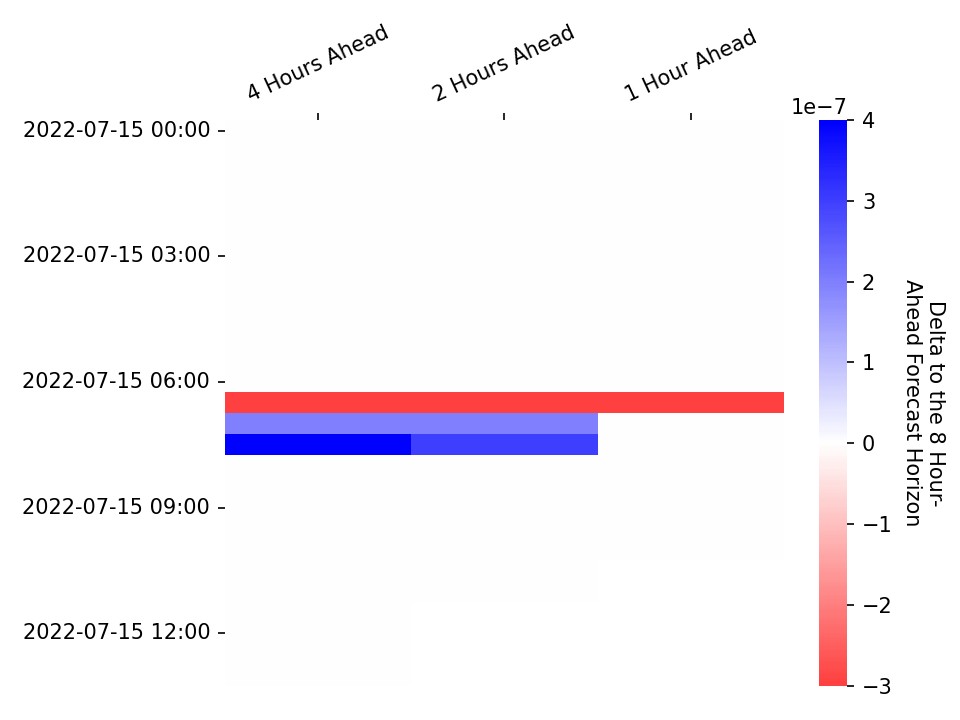 4 Hours Ahead
2 Hours Ahead
1 Hour Ahead
2022-07-15 00:00
2022-07-15 03:00
2022-07-15 06:00
2022-07-15 09:00
2022-07-15 12:00
1e−7
4
3
2
1
0
−1
−2
−3
Delta to the 8 Hour-
Ahead Forecast Horizon